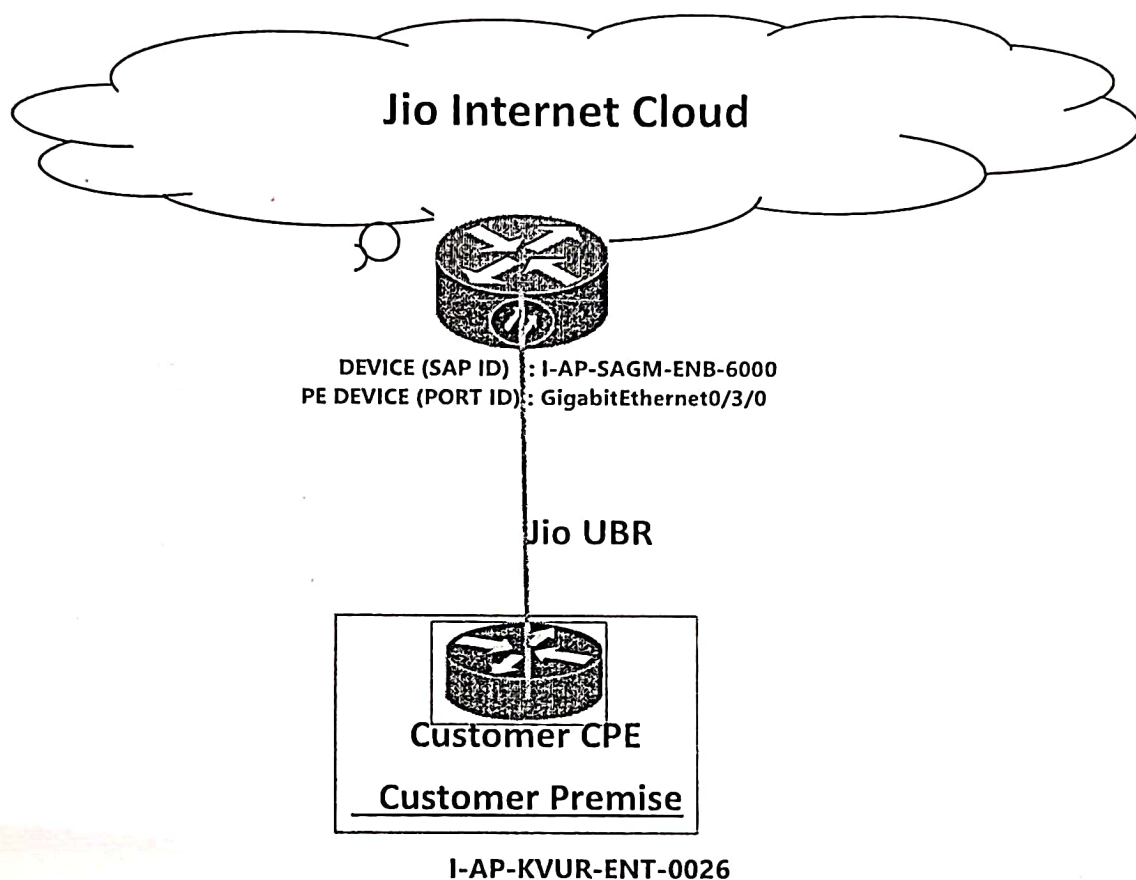 Jio Internet Cloud
DEVICE (SAP ID) : I-AP-SAGM-ENB-6000
PE DEVICE (PORT ID) : GigabitEthernet0/3/0
Jio UBR
Customer CPE
Customer Premise
I-AP-KVUR-ENT-0026